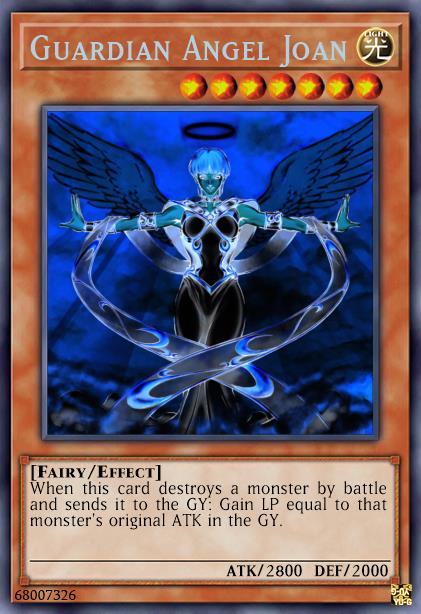 Guardian Angel Joan
LIGHT
光
[Fairy/Effect]
When this card destroys a monster by battle
and sends it to the GY: Gain LP equal to that
monster's original ATK in the GY.
ATK/2800 DEF/2000
68007326